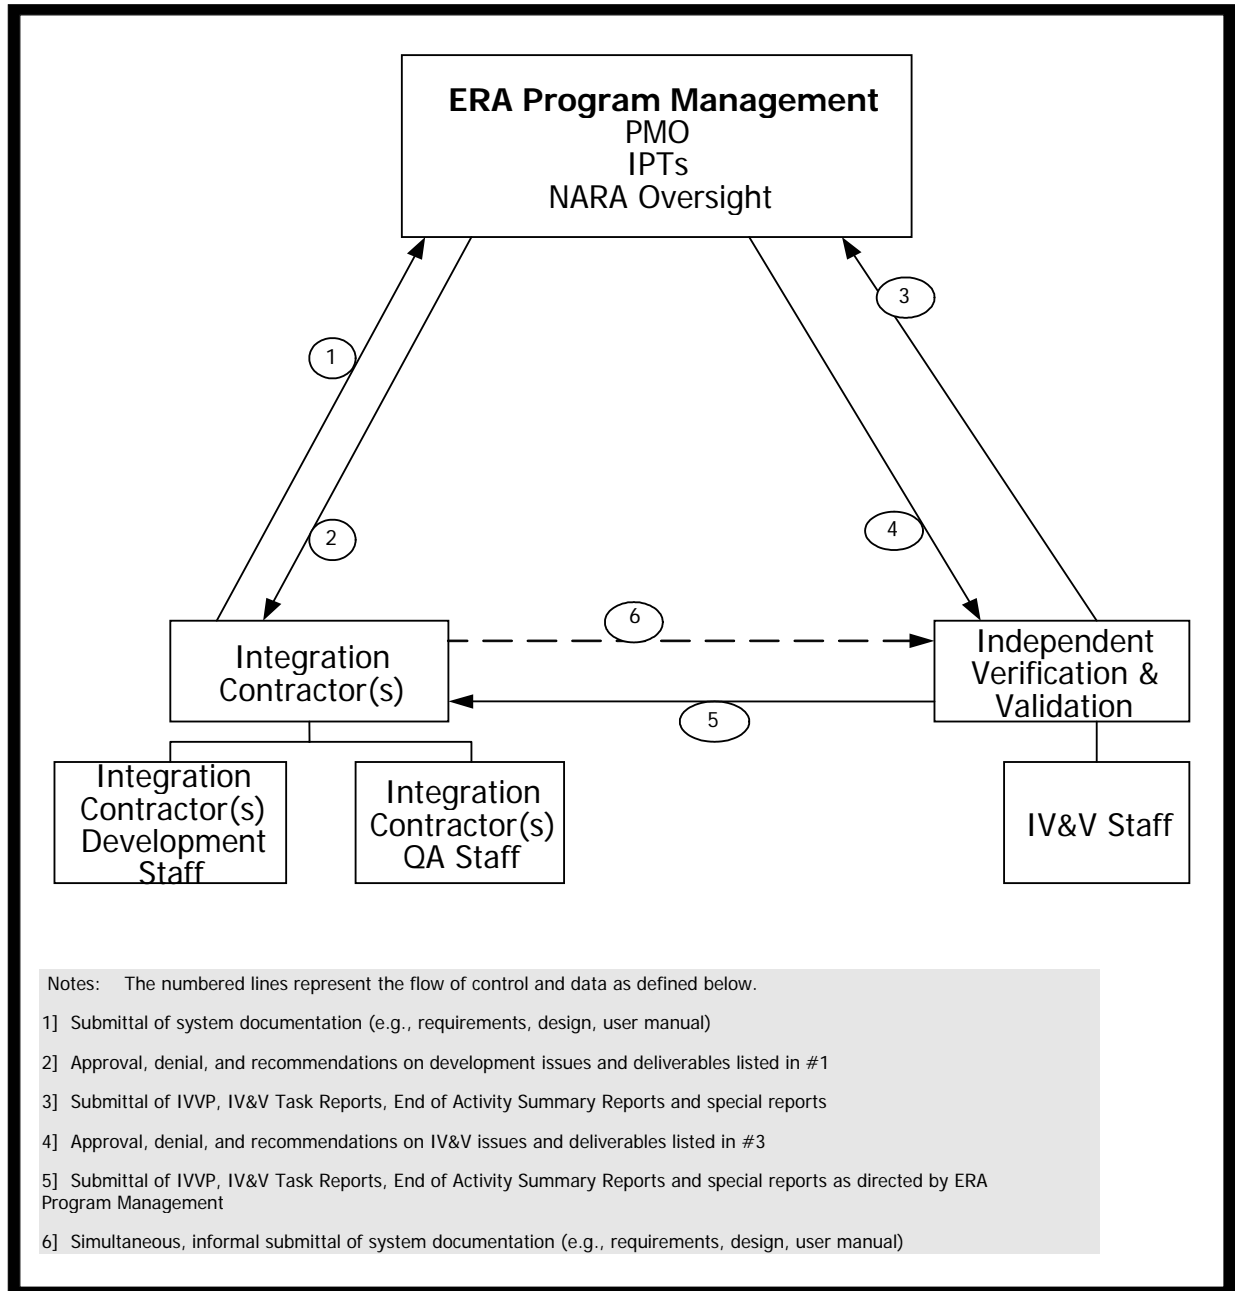 ERA Program Management
PMO
IPTs
NARA Oversight
3
1
2
4
6
Integration
Contractor(s)
Independent
Verification &
Validation
5
Integration
Contractor(s)
Development
Staff
Integration
Contractor(s)
QA Staff
IV&V Staff
Notes: The numbered lines represent the flow of control and data as defined below.
1] Submittal of system documentation (e.g., requirements, design, user manual)
2] Approval, denial, and recommendations on development issues and deliverables listed in #1
3] Submittal of IVVP, IV&V Task Reports, End of Activity Summary Reports and special reports
4] Approval, denial, and recommendations on IV&V issues and deliverables listed in #3
5] Submittal of IVVP, IV&V Task Reports, End of Activity Summary Reports and special reports as directed by ERA
Program Management
6] Simultaneous, informal submittal of system documentation (e.g., requirements, design, user manual)